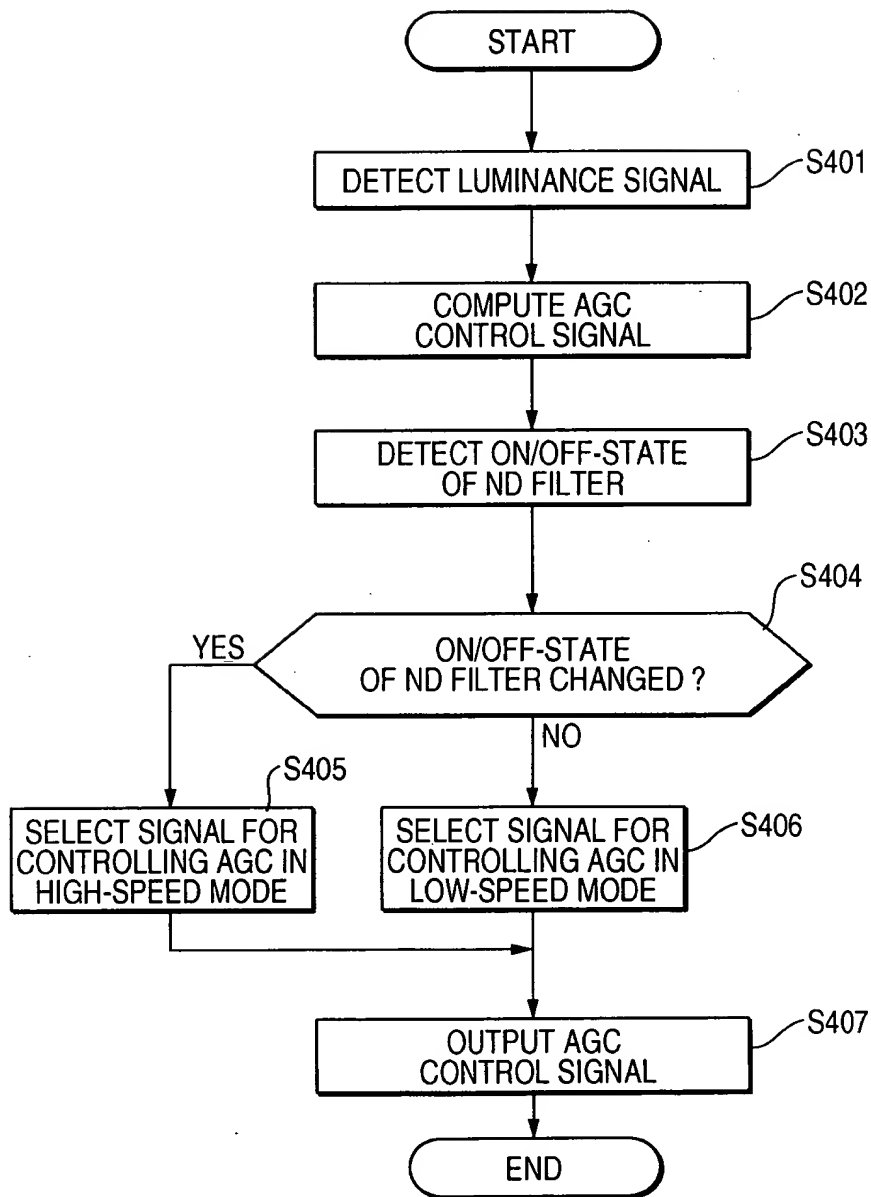 START
DETECT LUMINANCE SIGNAL
S401
COMPUTE AGC
CONTROL SIGNAL
S402
DETECT ON/OFF-STATE
OF ND FILTER
S403
S404
ON/OFF-STATE
OF ND FILTER CHANGED ?
YES
NO
S405
SELECT SIGNAL FOR
CONTROLLING AGC IN
HIGH-SPEED MODE
SELECT SIGNAL FOR
CONTROLLING AGC IN
LOW-SPEED MODE
S406
OUTPUT AGC
CONTROL SIGNAL
S407
END